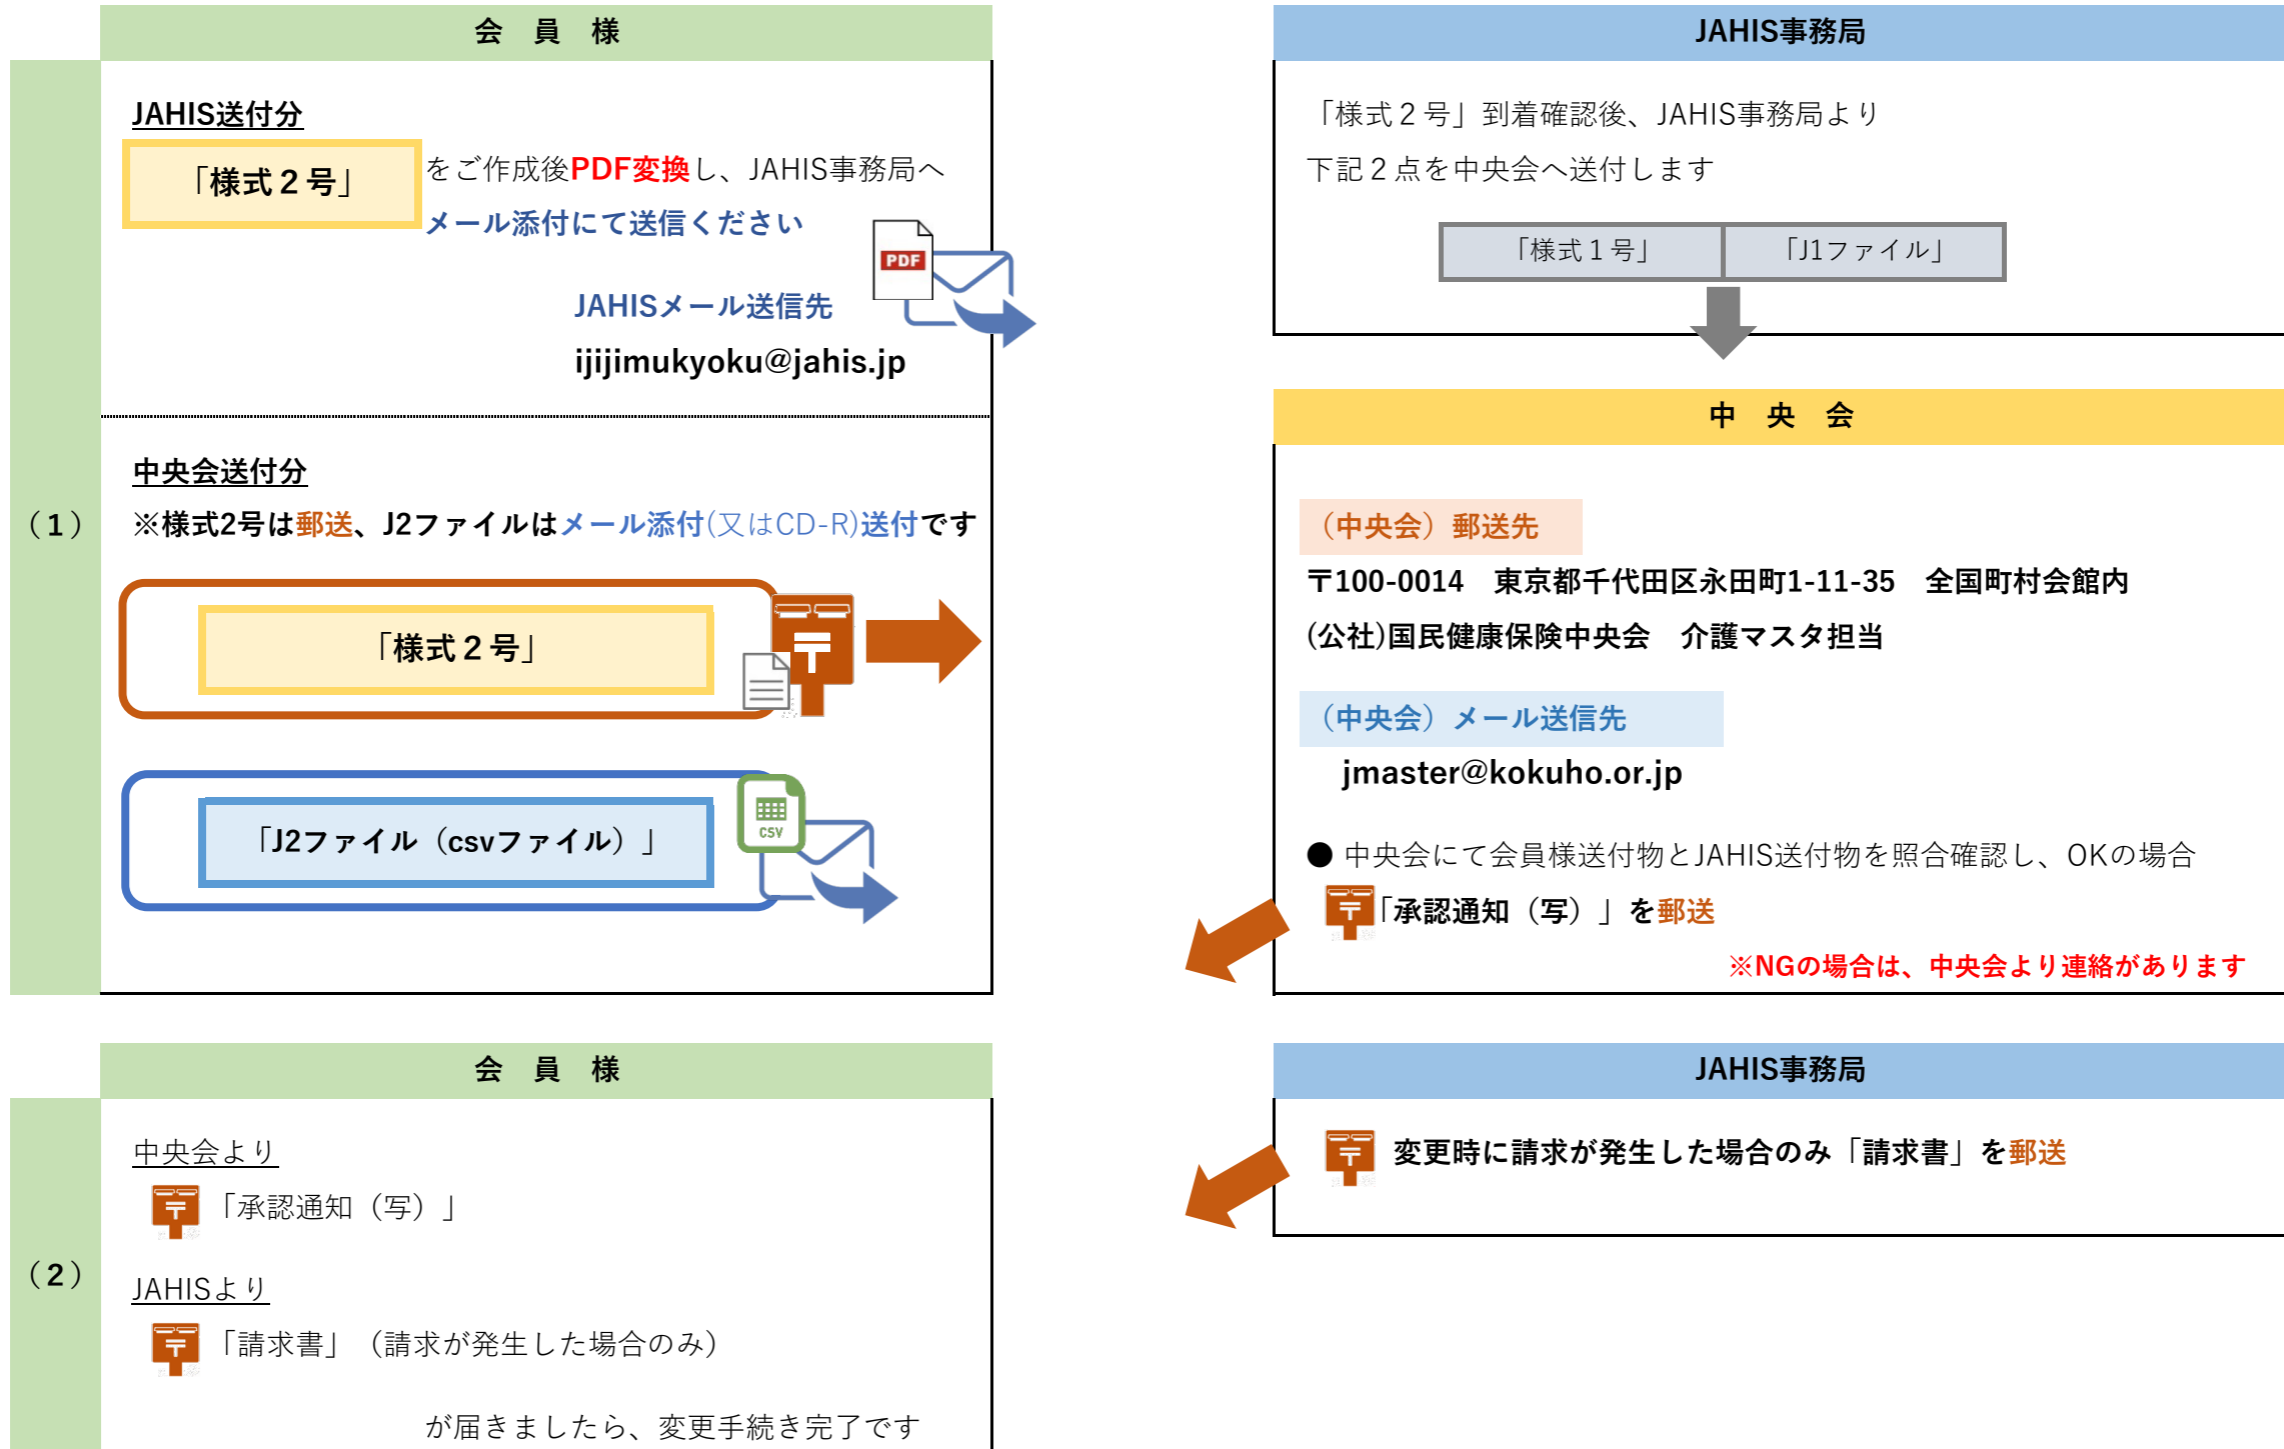 会　員　様
（1）
JAHIS送付分
「様式２号」
をご作成後PDF変換し、JAHIS事務局へ
メール添付にて送信ください
PDF
JAHISメール送信先
ijijimukyoku@jahis.jp
中央会送付分
※様式2号は郵送、J2ファイルはメール添付(又はCD-R)送付です
「様式２号」
〒
「J2ファイル（csvファイル）」
CSV
JAHIS事務局
「様式２号」到着確認後、JAHIS事務局より
下記２点を中央会へ送付します
「様式１号」
「J1ファイル」
中　央　会
（中央会）郵送先
〒100-0014　東京都千代田区永田町1-11-35　全国町村会館内
(公社)国民健康保険中央会　介護マスタ担当
（中央会）メール送信先
jmaster@kokuho.or.jp
● 中央会にて会員様送付物とJAHIS送付物を照合確認し、OKの場合
〒「承認通知（写）」を郵送
※NGの場合は、中央会より連絡があります
会　員　様
（2）
中央会より
〒「承認通知（写）」
JAHISより
〒「請求書」（請求が発生した場合のみ）
が届きましたら、変更手続き完了です
JAHIS事務局
〒 変更時に請求が発生した場合のみ「請求書」を郵送